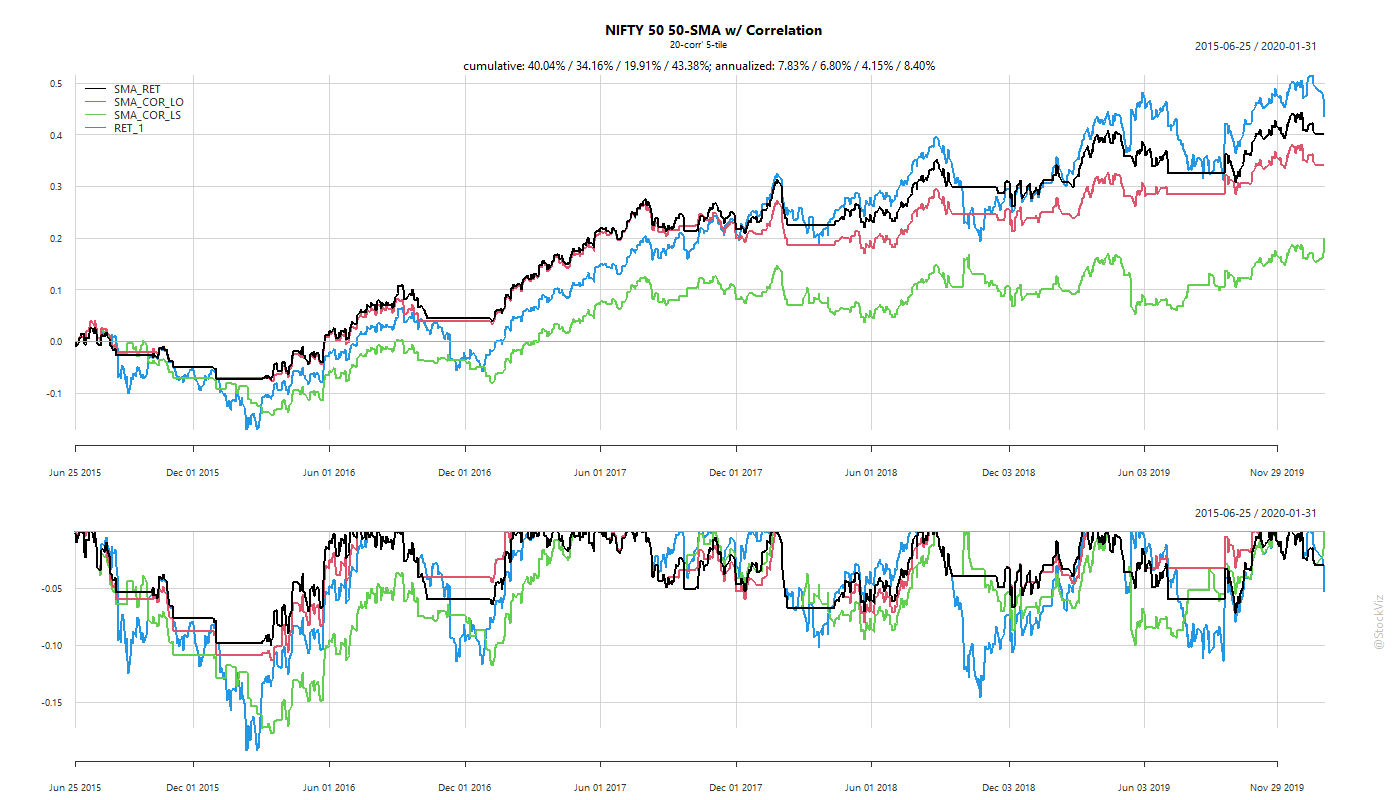 NIFTY 50 50-SMA w/ Correlation
20-corr' 5-tile
2015-06-25 / 2020-01-31
cumulative: 40.04% / 34.16% / 19.91% / 43.38%; annualized: 7.83% / 6.80% / 4.15% / 8.40%
SMA_RET
SMA_COR_LO
SMA_COR_LS
RET_1
0.5
0.4
0.3
0.2
0.1
0.0
-0.1
Jun 25 2015 Dec 01 2015 Jun 01 2016 Dec 01 2016 Jun 01 2017 Dec 01 2017 Jun 01 2018 Dec 03 2018 Jun 03 2019 Nov 29 2019
2015-06-25 / 2020-01-31
-0.05
-0.10
-0.15
Jun 25 2015 Dec 01 2015 Jun 01 2016 Dec 01 2016 Jun 01 2017 Dec 01 2017 Jun 01 2018 Dec 03 2018 Jun 03 2019 Nov 29 2019
@StockViz